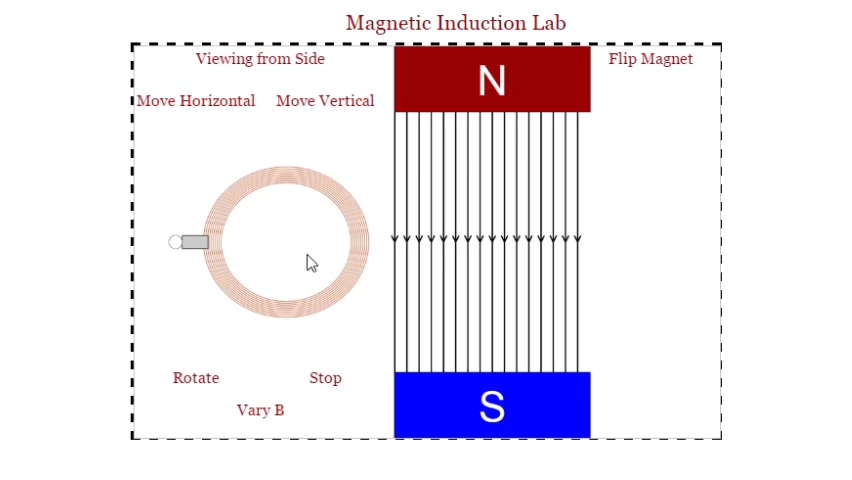 Magnetic Induction Lab
Viewing from Side
N
Flip Magnet
Move Horizontal
Move Vertical
Rotate
Stop
Vary B
S